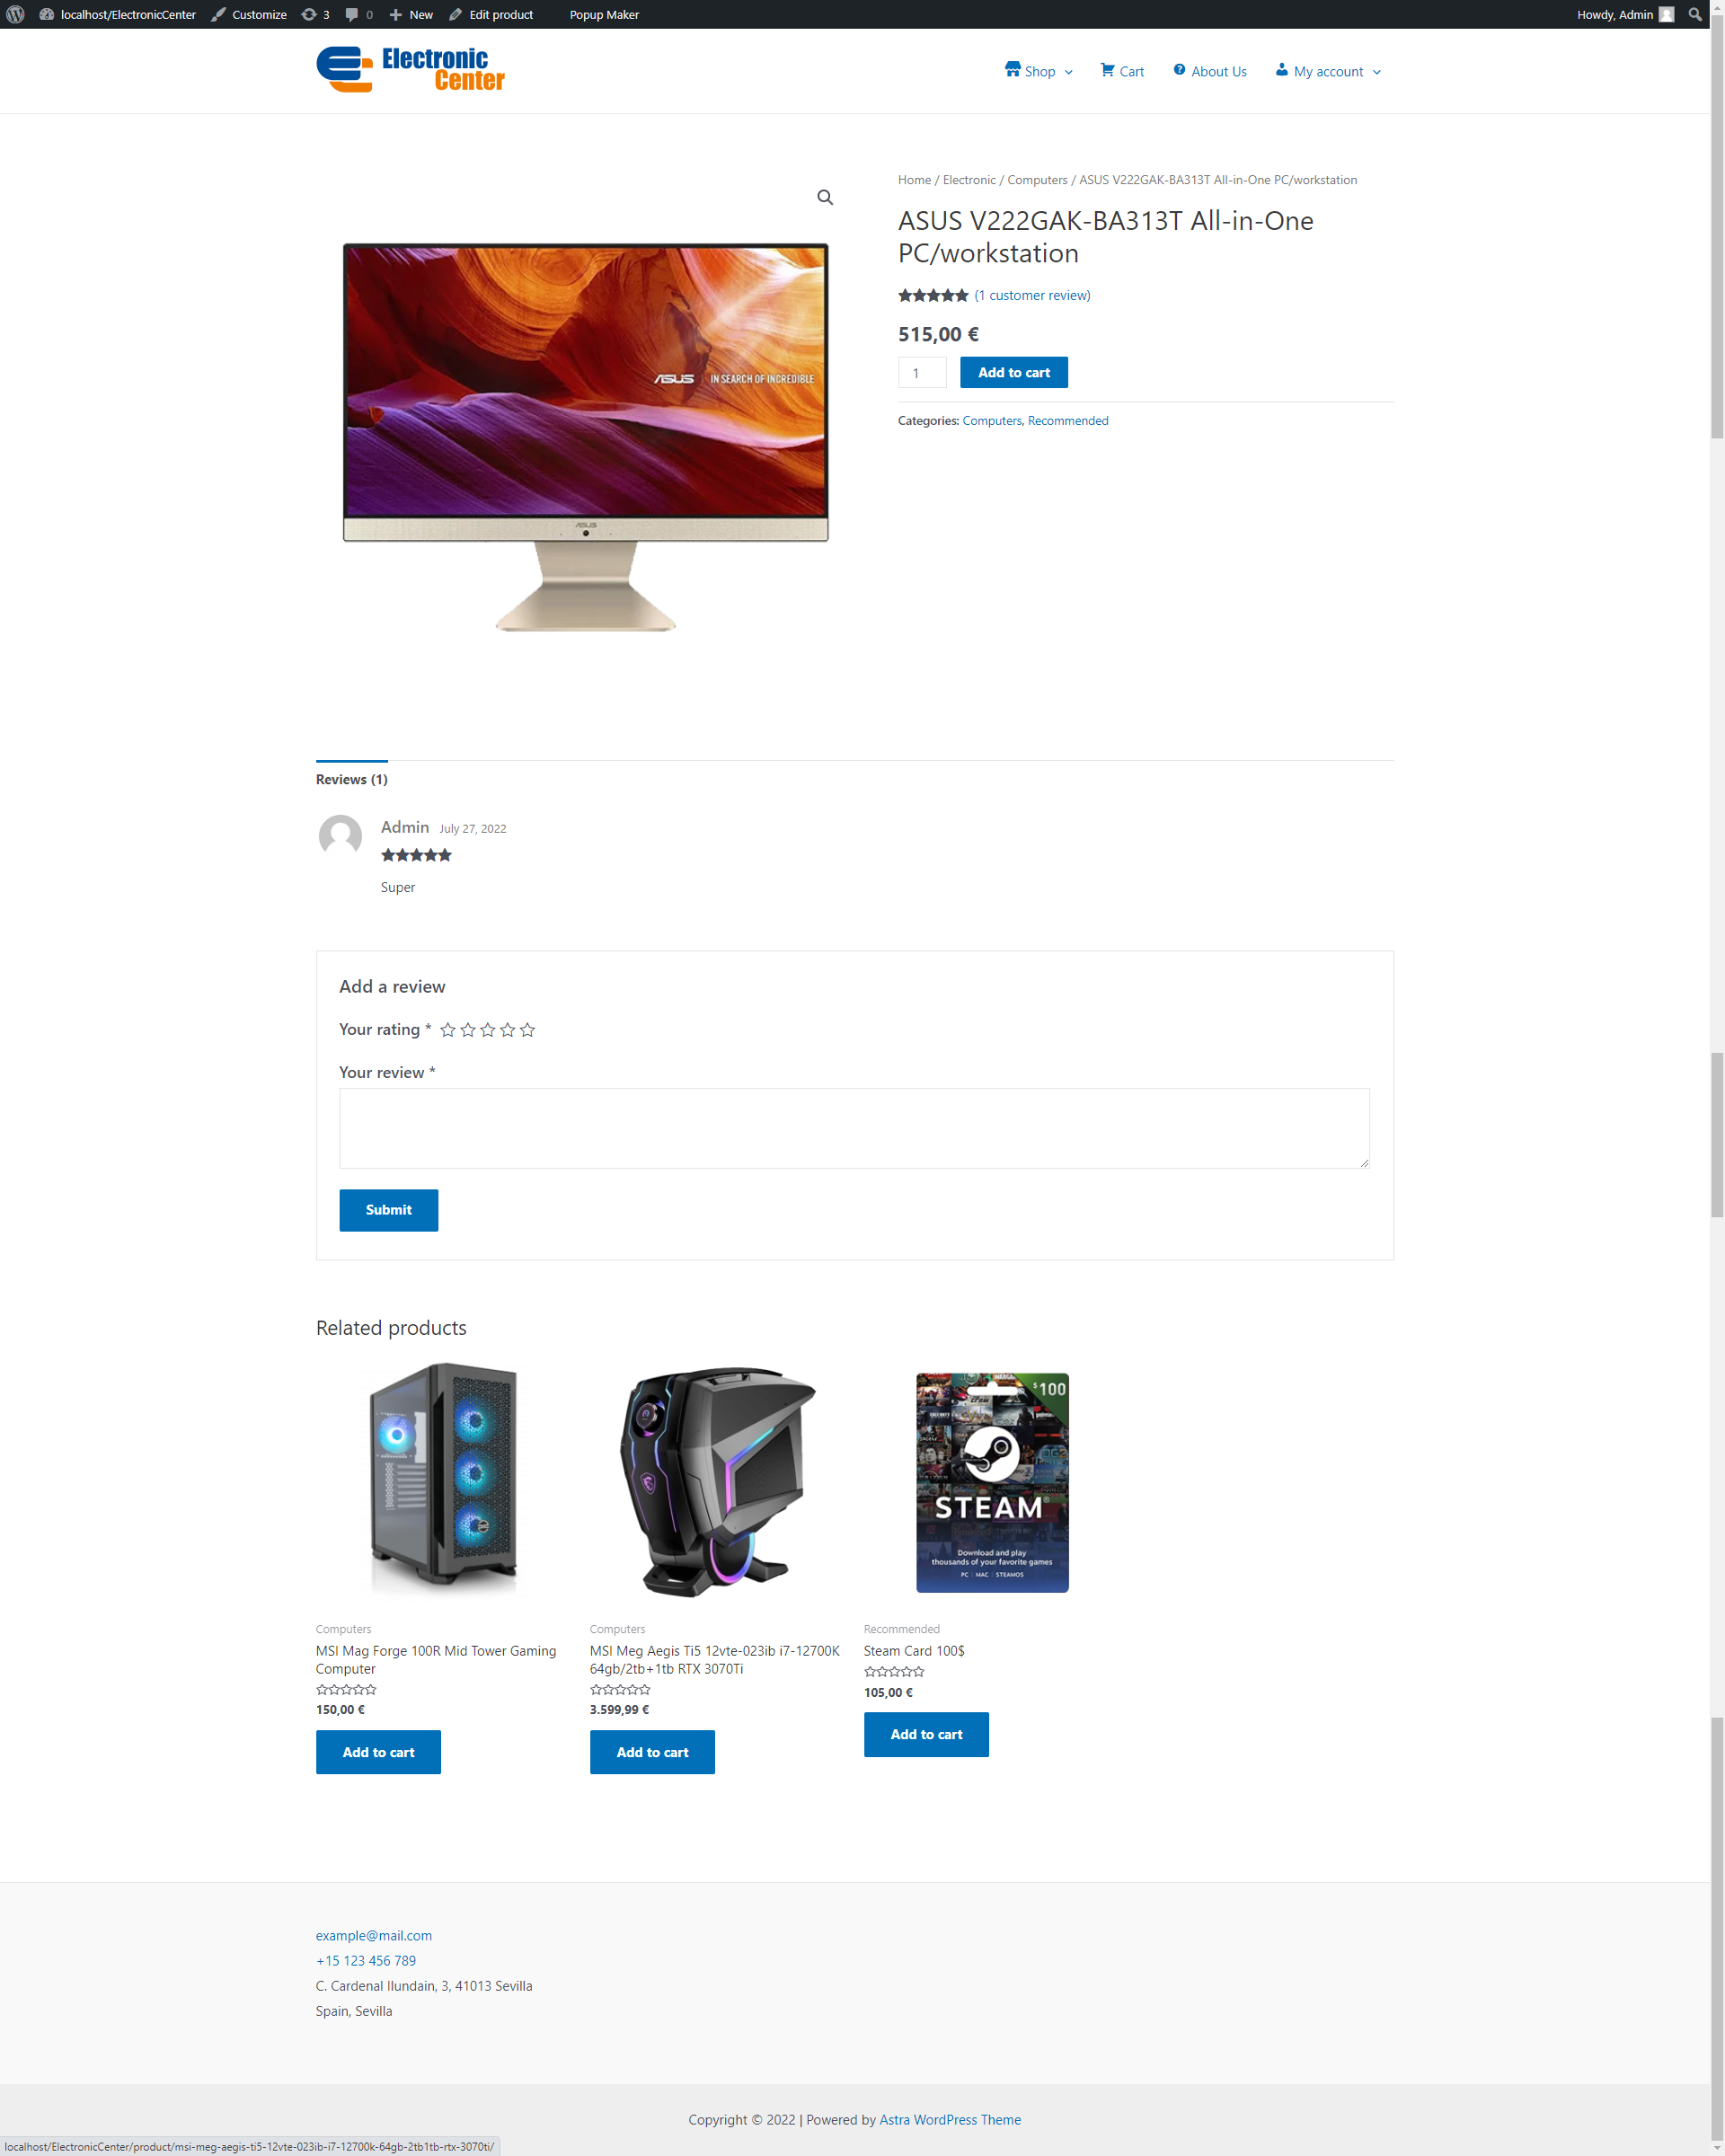 localhost/ElectronicCenter Customize 3 0 New Edit product Popup Maker Howdy, Admin
Electronic
Center
Shop Cart About Us My account
Home / Electronic / Computers / ASUS V222GAK-BA313T All-in-One PC/workstation
ASUS V222GAK-BA313T All-in-One
PC/workstation
(1 customer review)
515,00 €
1 Add to cart
Categories: Computers, Recommended
ASUS IN SEARCH OF INCREDIBLE
ASUS
Reviews (1)
Admin July 27, 2022
Super
Add a review
Your rating *
Your review *
Submit
Related products
$100
STEAM
Download and play
thousands of your favorite games
PC | MAC | STEAMOS
Computers
MSI Mag Forge 100R Mid Tower Gaming
Computer
150,00 €
Add to cart
Computers
MSI Meg Aegis Ti5 12vte-023ib i7-12700K
64gb/2tb+1tb RTX 3070Ti
3.599,99 €
Add to cart
Recommended
Steam Card 100$
105,00 €
Add to cart
example@mail.com
+15 123 456 789
C. Cardenal Ilundain, 3, 41013 Sevilla
Spain, Sevilla
Copyright © 2022 | Powered by Astra WordPress Theme
localhost/ElectronicCenter/product/msi-meg-aegis-ti5-12vte-023ib-i7-12700k-64gb-2tb1tb-rtx-3070ti/